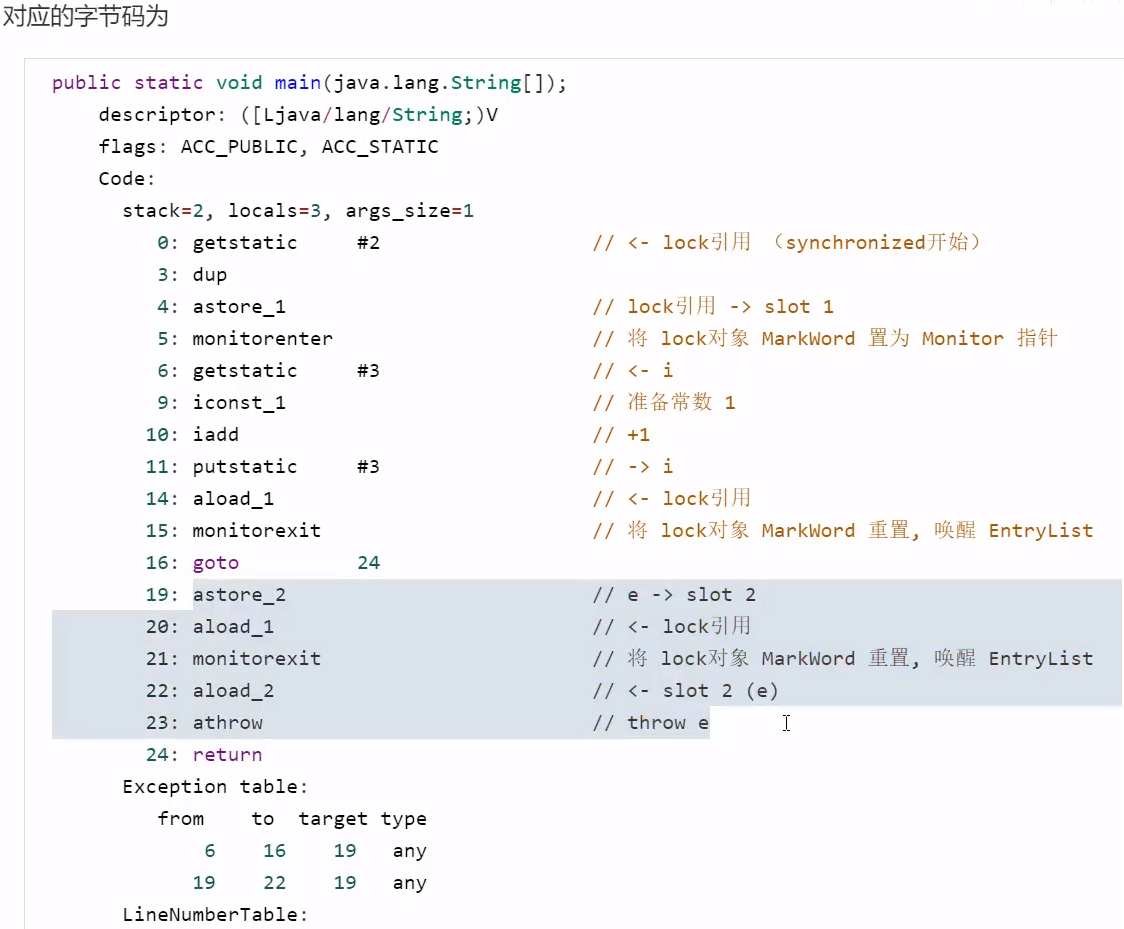 对应的字节码为
public static void main(java.lang.String[]);
descriptor: ([Ljava/lang/String;)V
flags: ACC_PUBLIC, ACC_STATIC
Code:
stack=2, locals=3, args_size=1
0: getstatic #2 // <- lock引用 （synchronized开始）
3: dup
4: astore_1 // lock引用 -> slot 1
5: monitorenter // 将 lock对象 MarkWord 置为 Monitor 指针
6: getstatic #3 // <- i
9: iconst_1 // 准备常数 1
10: iadd // +1
11: putstatic #3 // -> i
14: aload_1 // <- lock引用
15: monitorexit // 将 lock对象 MarkWord 重置, 唤醒 EntryList
16: goto 24
19: astore_2 // e -> slot 2
20: aload_1 // <- lock引用
21: monitorexit // 将 lock对象 MarkWord 重置, 唤醒 EntryList
22: aload_2 // <- slot 2 (e)
23: athrow // throw e
24: return
Exception table:
from to target type
6 16 19 any
19 22 19 any
LineNumberTable: